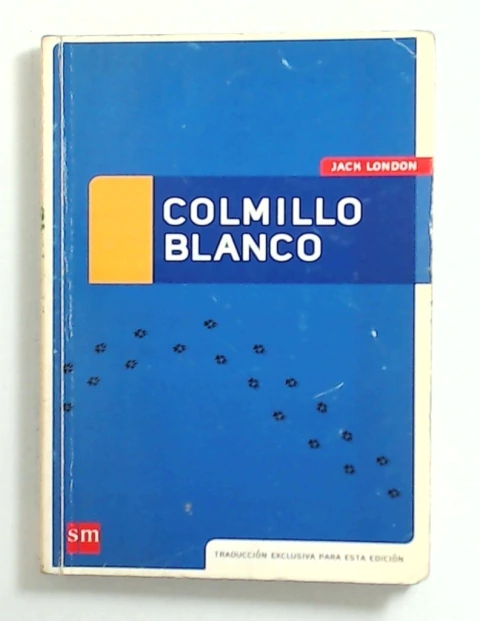 JACK LONDON
COLMILLO
BLANCO
sm
TRADUCCIÓN EXCLUSIVA PARA ESTA EDICIÓN